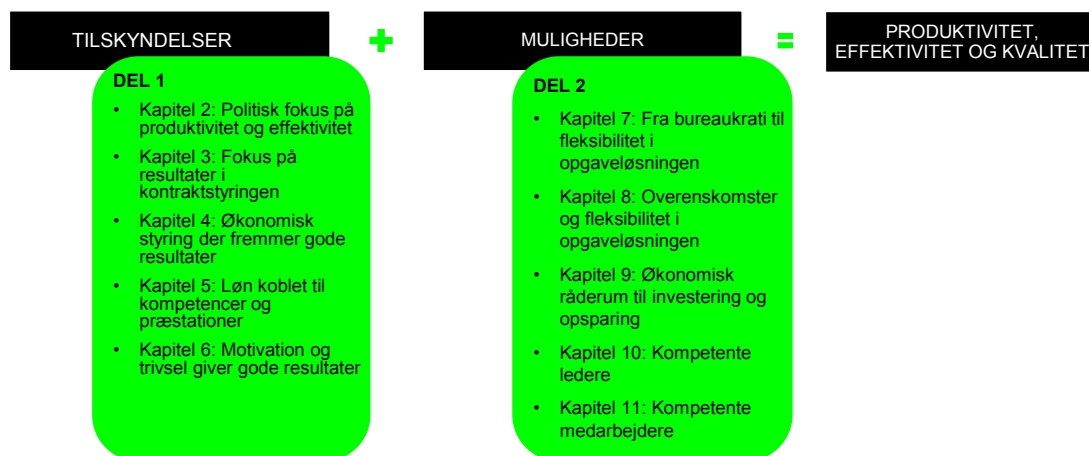 TILSKYNDELSER
+
MULIGHEDER
=
PRODUKTIVITET,
EFFEKTIVITET OG KVALITET
DEL 1
• Kapitel 2: Politisk fokus på
produktivitet og effektivitet
• Kapitel 3: Fokus på
resultater i
kontraktstyringen
• Kapitel 4: Økonomisk
styring der fremmer gode
resultater
• Kapitel 5: Løn koblet til
kompetencer og
præstationer
• Kapitel 6: Motivation og
trivsel giver gode resultater
DEL 2
• Kapitel 7: Fra bureaukrati til
fleksibilitet i
opgaveløsningen
• Kapitel 8: Overenskomster
og fleksibilitet i
opgaveløsningen
• Kapitel 9: Økonomisk
råderum til investering og
opsparing
• Kapitel 10: Kompetente
ledere
• Kapitel 11: Kompetente
medarbejdere